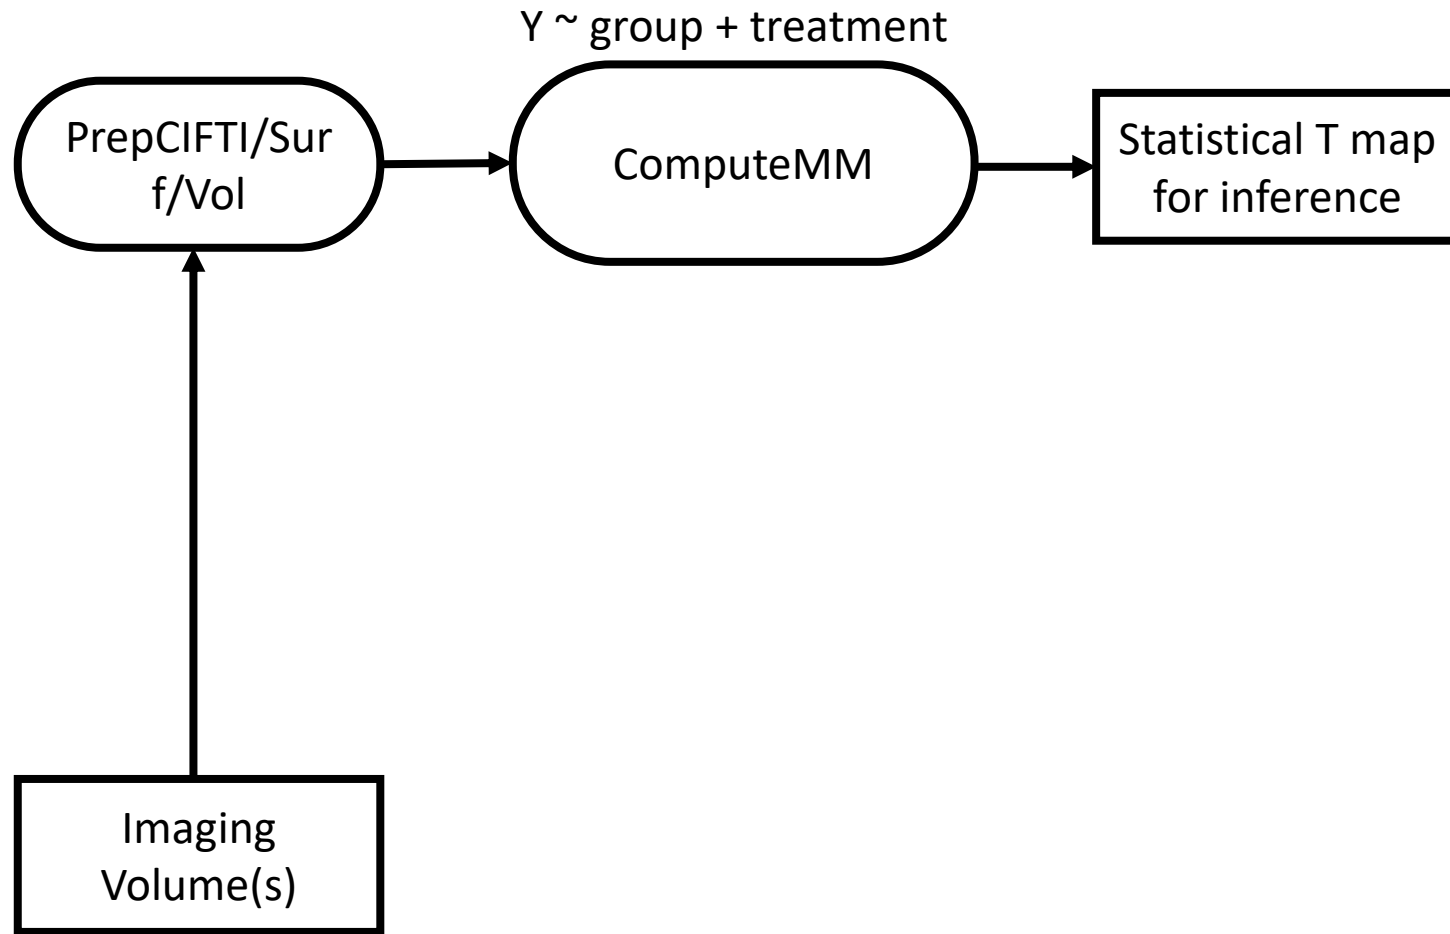 Y ~ group + treatment
PrepCIFTI/Sur
f/Vol
ComputeMM
Statistical T map
for inference
Imaging
Volume(s)